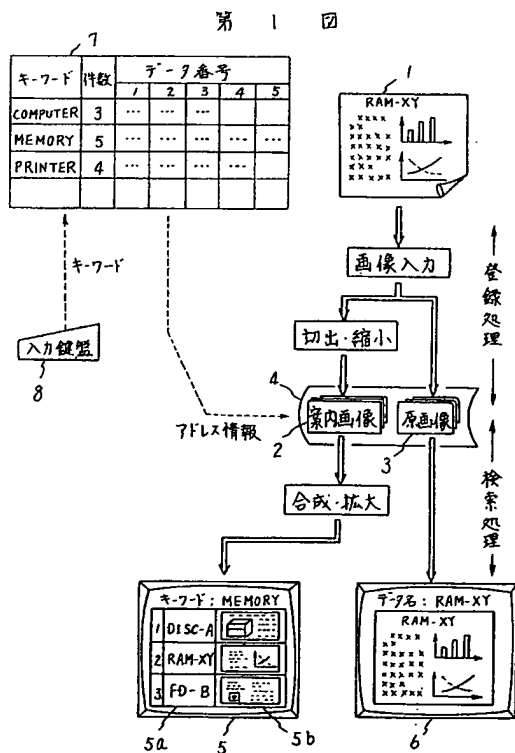 第 1 図
7
キーワード 件数 データ番号
1 2 3 4 5
COMPUTER 3 ... ... ...
MEMORY 5 ... ... ... ... ...
PRINTER 4 ... ... ... ...
キーワード
入力鍵盤
8
アドレス情報
1
RAM-XY
画像入力
切出・縮小
登録処理
4
案内画像
2
原画像
3
検索処理
合成・拡大
キーワード: MEMORY
1 DISC-A
2 RAM-XY
3 FD-B
5a
5
5b
データ名: RAM-XY
RAM-XY
6